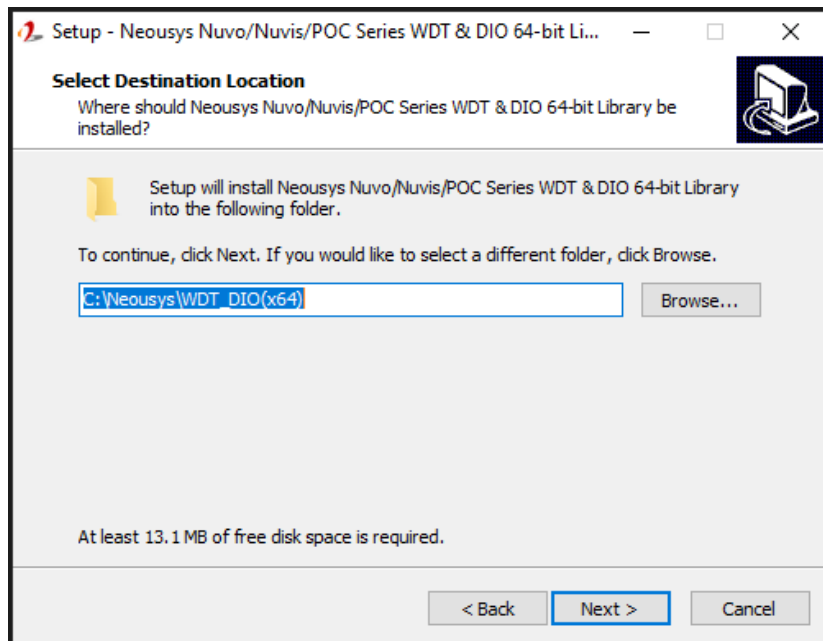 Setup - Neousys Nuvo/Nuvis/POC Series WDT & DIO 64-bit Li...
Select Destination Location
Where should Neousys Nuvo/Nuvis/POC Series WDT & DIO 64-bit Library be
installed?
Setup will install Neousys Nuvo/Nuvis/POC Series WDT & DIO 64-bit Library
into the following folder.
To continue, click Next. If you would like to select a different folder, click Browse.
C:\Neousys\WDT_DIO(x64)
Browse...
At least 13.1 MB of free disk space is required.
< Back
Next >
Cancel